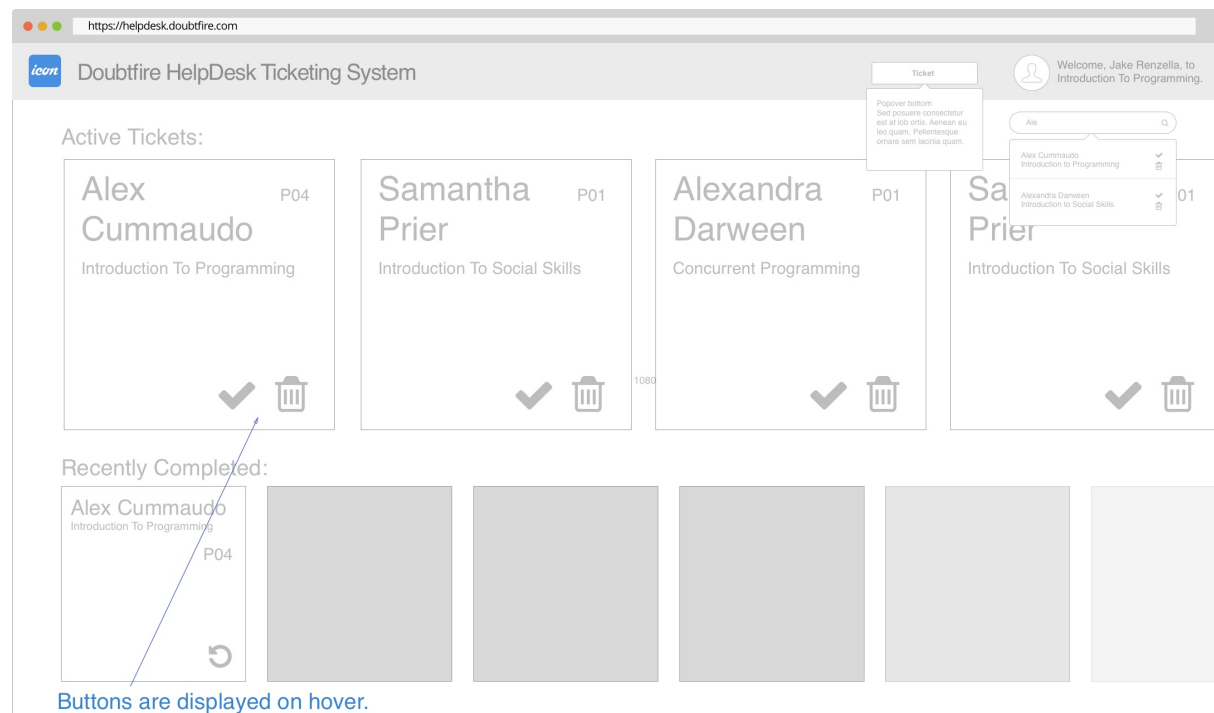 https://helpdesk.doubtfire.com
icon
Doubtfire HelpDesk Ticketing System
Ticket
Welcome, Jake Renzella, to
Introduction To Programming.
Popover bottom
Sed posuere consectetur
est at lob ortis. Aenean eu
leo quam. Pellentesque
ornare sem lacinia quam.
Ale
Alex Cummaudo
Introduction to Programming
Alexandra Darween
Introduction to Social Skills
Active Tickets:
Alex
Cummaudo
P04
Introduction To Programming
Samantha
Prier
P01
Introduction To Social Skills
Alexandra
Darween
P01
Concurrent Programming
Sa
Prier
01
Introduction To Social Skills
1080
Recently Completed:
Alex Cummaudo
Introduction To Programming
P04
Buttons are displayed on hover.